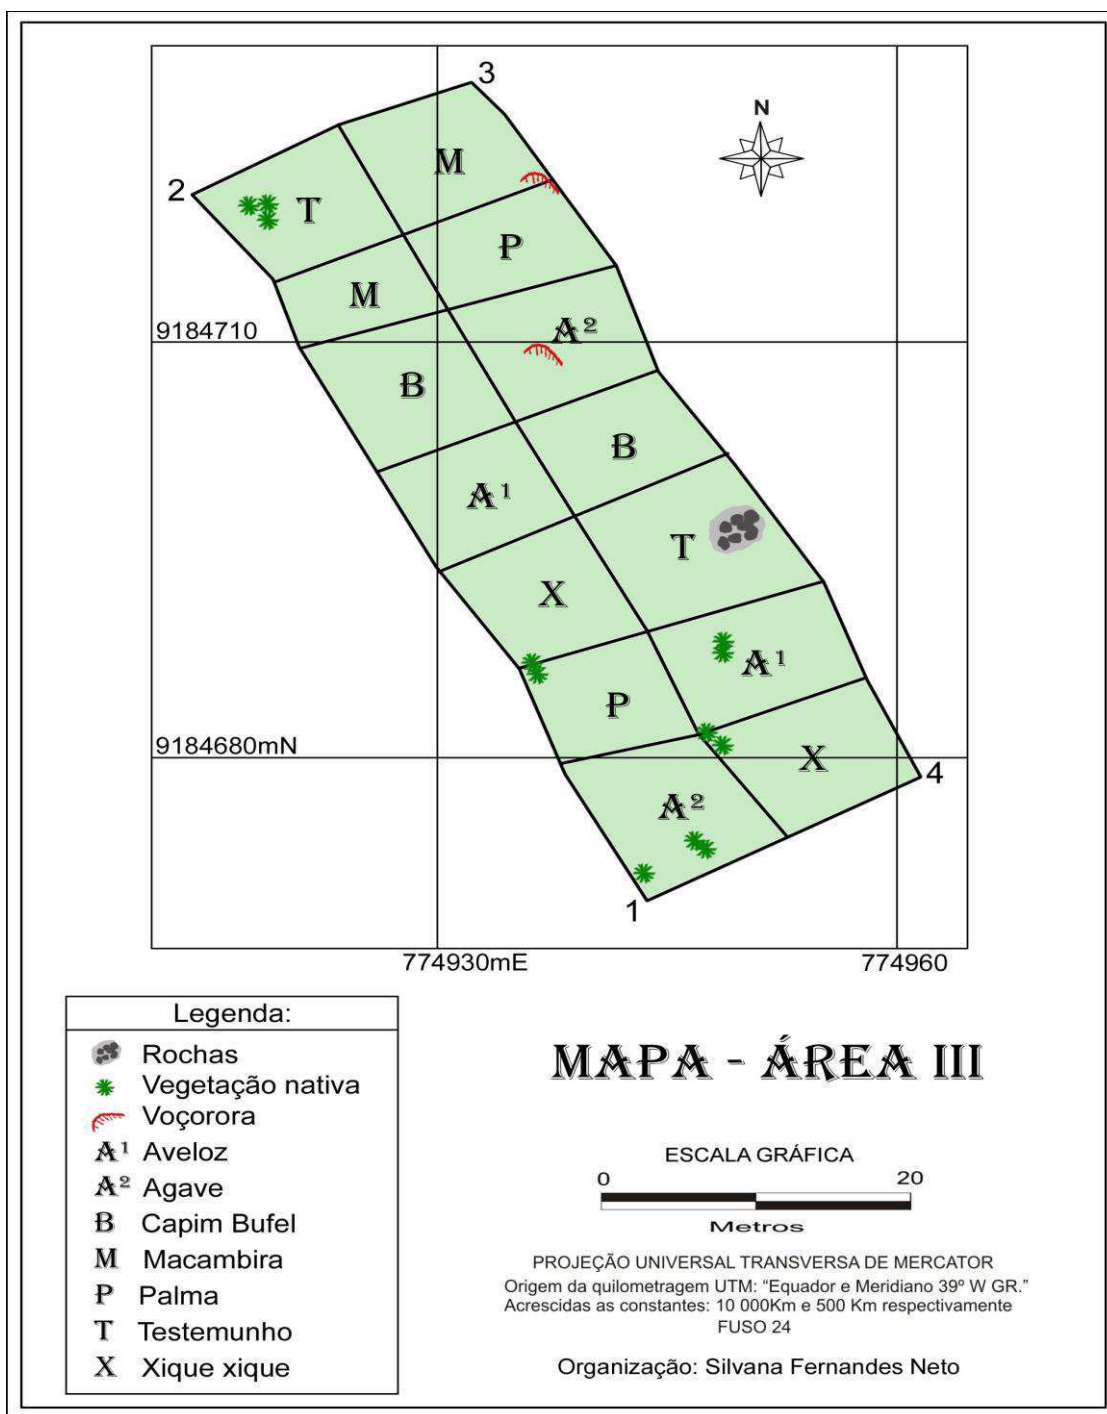 3
N
M
2
T
P
M
A²
9184710
B
B
A¹
T
X
A¹
P
9184680mN
X
4
A²
1
774930mE
774960
Legenda:
Rochas
Vegetação nativa
Voçorora
A¹ Aveloz
A² Agave
B Capim Bufel
M Macambira
P Palma
T Testemunho
X Xique xique
MAPA - ÁREA III
ESCALA GRÁFICA
0 20
Metros
PROJEÇÃO UNIVERSAL TRANSVERSA DE MERCATOR
Origem da quilometragem UTM: “Equador e Meridiano 39º W GR.”
Acrescidas as constantes: 10 000Km e 500 Km respectivamente
FUSO 24
Organização: Silvana Fernandes Neto